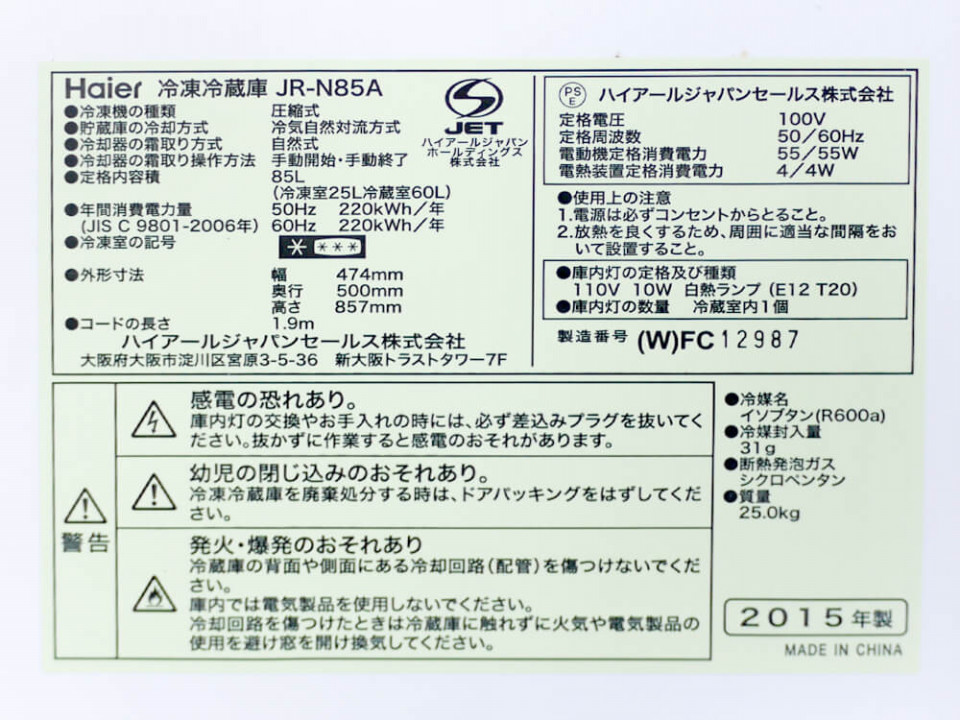 Haier 冷凍冷蔵庫 JR-N85A
●冷凍機の種類 圧縮式
●貯蔵庫の冷却方式 冷気自然対流方式
●冷却器の霜取り方式 自然式
●冷却器の霜取り操作方法 手動開始・手動終了
●定格内容積 85L
(冷凍室25L冷蔵室60L)
●年間消費電力量 50Hz 220kWh/年
(JIS C 9801-2006年) 60Hz 220kWh/年
●冷凍室の記号
●外形寸法 幅 474mm
奥行 500mm
高さ 857mm
●コードの長さ 1.9m
ハイアールジャパンセールス株式会社
大阪府大阪市淀川区宮原3-5-36 新大阪トラストタワー7F
JET
ハイアールジャパン
ホールディングス
株式会社
PS
E
ハイアールジャパンセールス株式会社
定格電圧 100V
定格周波数 50/60Hz
電動機定格消費電力 55/55W
電熱装置定格消費電力 4/4W
●使用上の注意
1.電源は必ずコンセントからとること。
2.放熱を良くするため、周囲に適当な間隔をお
いて設置すること。
●庫内灯の定格及び種類
110V 10W 白熱ランプ (E12 T20)
●庫内灯の数量 冷蔵室内1個
製造番号 (W)FC12987
警告
感電の恐れあり。
庫内灯の交換やお手入れの時には、必ず差込みプラグを抜いてく
ださい。抜かずに作業すると感電のおそれがあります。
幼児の閉じ込みのおそれあり。
冷凍冷蔵庫を廃棄処分する時は、ドアパッキングをはずしてくだ
さい。
発火・爆発のおそれあり
冷蔵庫の背面や側面にある冷却回路(配管)を傷つけないでくだ
さい。
庫内では電気製品を使用しないでください。
冷却回路を傷つけたときは冷蔵庫に触れずに火気や電気製品の
使用を避け窓を開け換気してください。
●冷媒名
イソブタン(R600a)
●冷媒封入量
31g
●断熱発泡ガス
シクロペンタン
●質量
25.0kg
2015年製
MADE IN CHINA